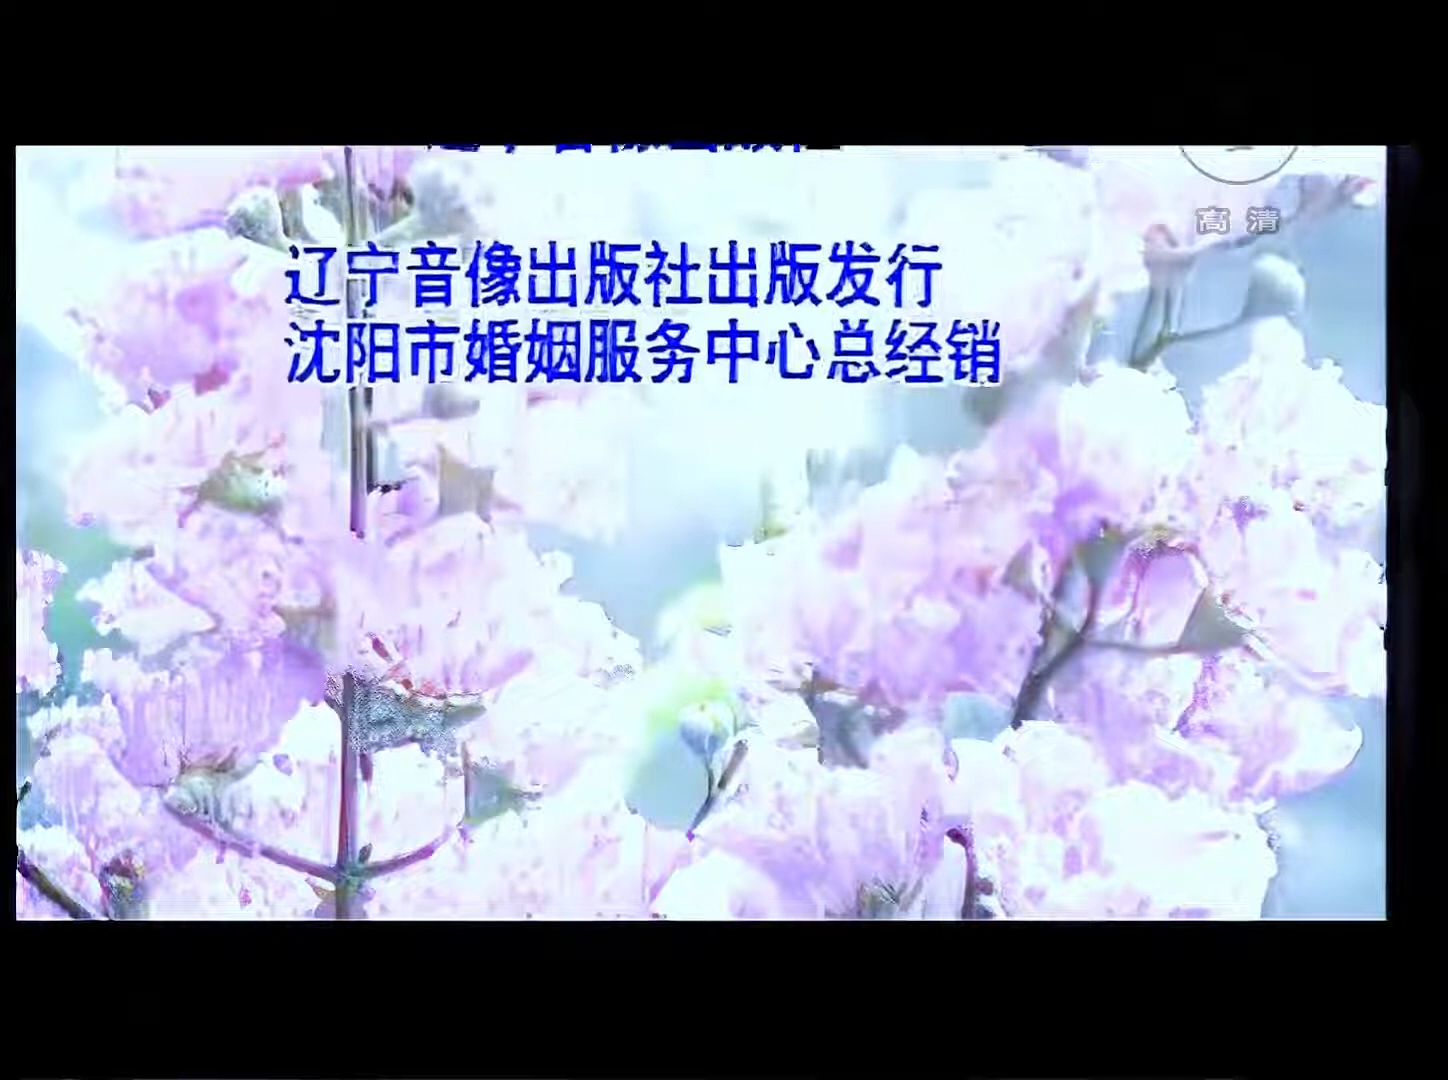 高清
辽宁音像出版社出版发行
沈阳市婚姻服务中心总经销